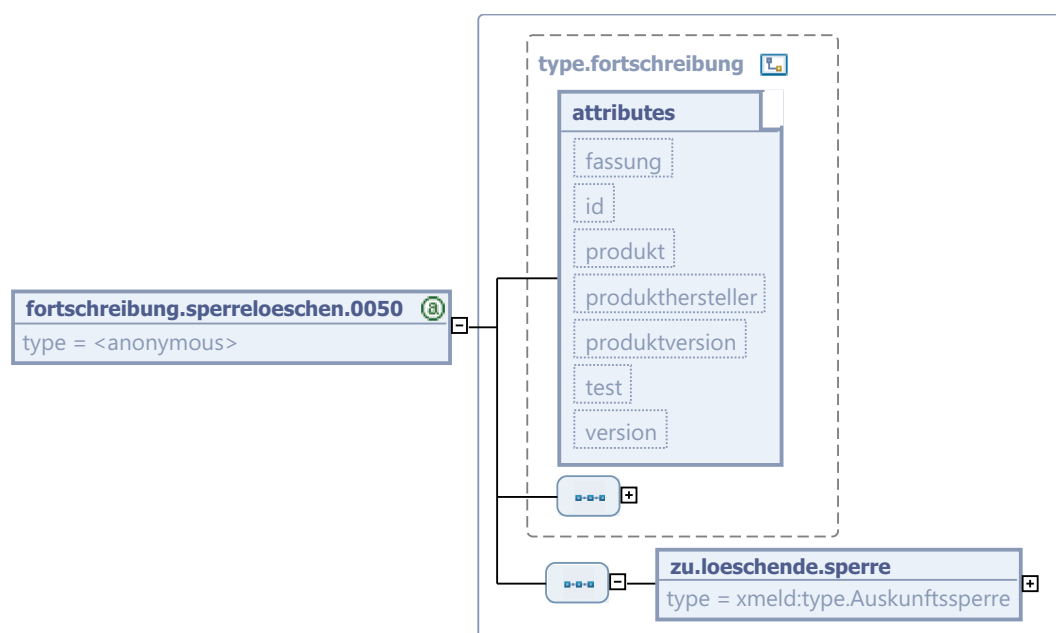 type.fortschreibung
attributes
fassung
id
produkt
produkthersteller
produktversion
test
version
fortschreibung.sperreloeschen.0050 @
type = <anonymous>
zu.loeschende.sperre
type = xmeld:type.Auskunftssperre